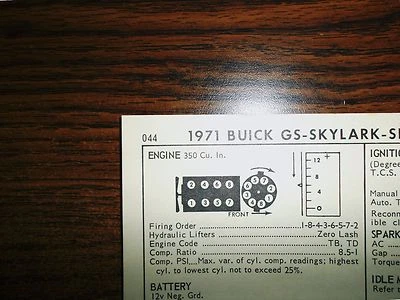 044 1971 BUICK GS-SKYLARK-S
ENGINE 350 Cu. In.
2 4 6 8
1 3 5 7
FRONT
12
0
Firing Order 1-8-4-3-6-5-7-2
Hydraulic Lifters Zero Lash
Engine Code TB, TD
Comp. Ratio 8.5-1
Comp. PSI Max. var. of cyl. comp. readings; highest
cyl. to lowest cyl. not to exceed 25%.
BATTERY
12v Neg. Grd.
IGNITI
(Degree
T.C.S.
Manual
Auto. T
Reconn
ible cl
SPARK
AC
Gap
Torque
IDLE
Refer to